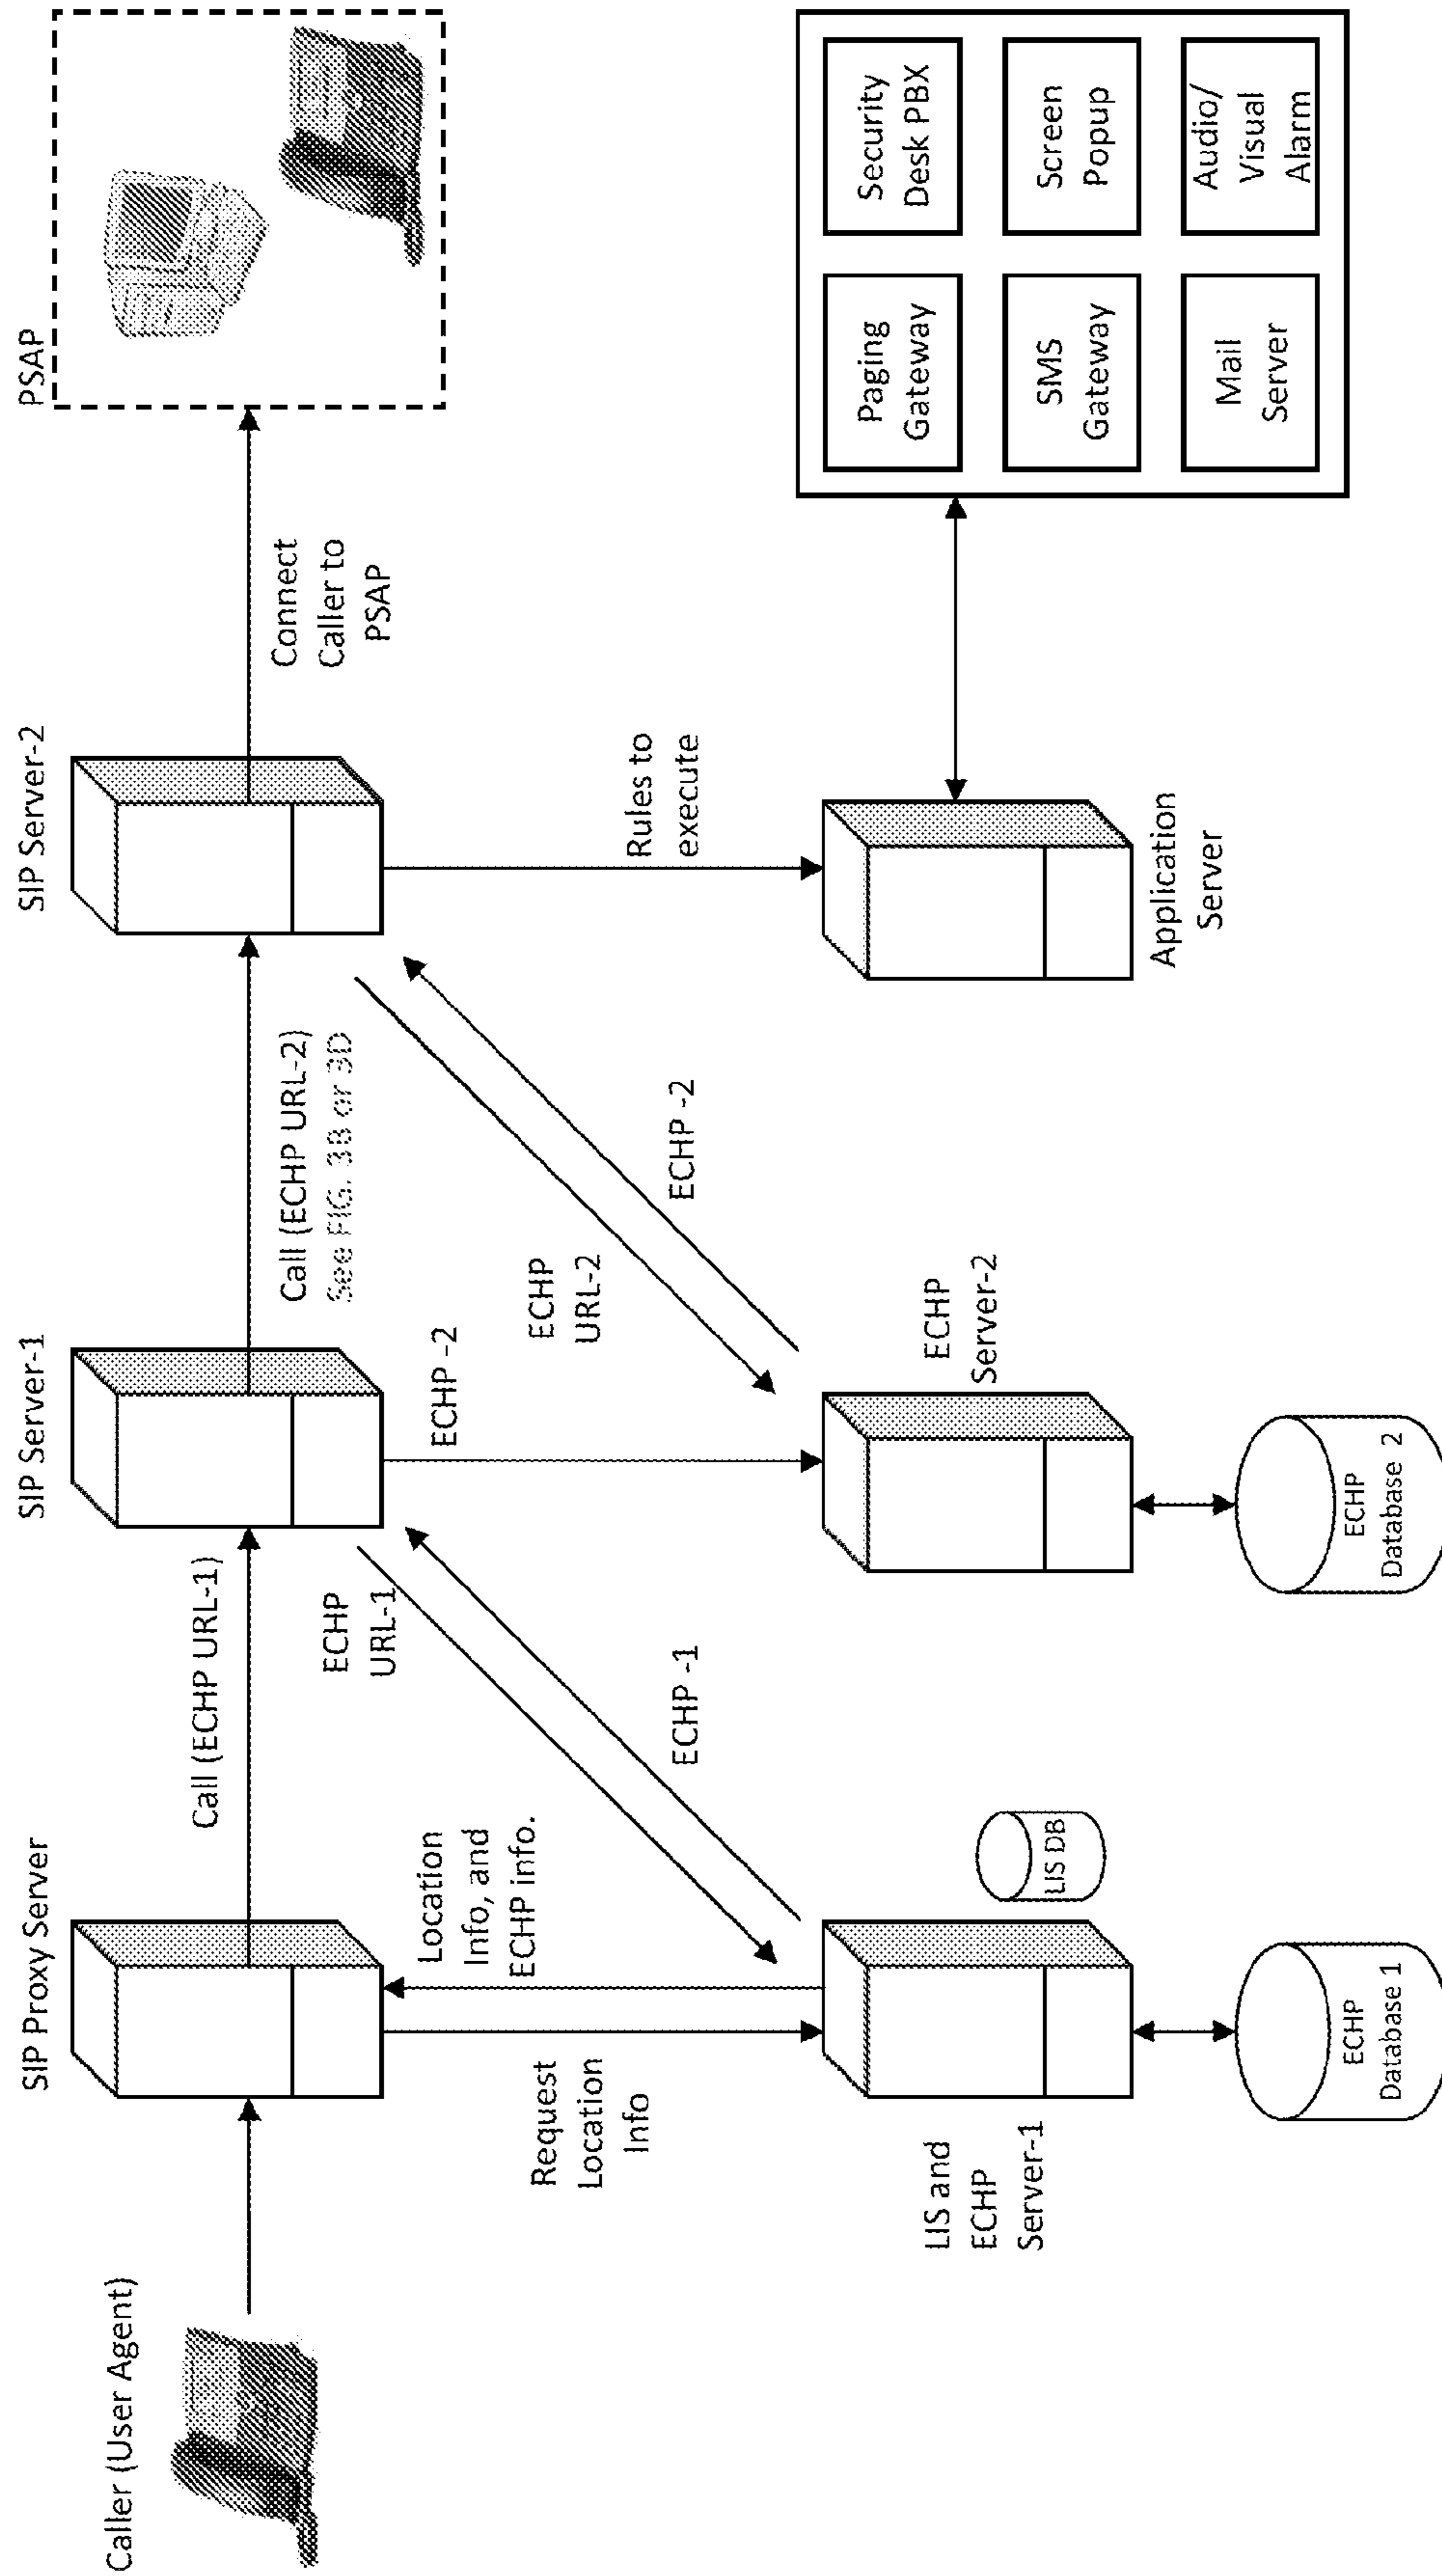 Caller (User Agent)
SIP Proxy Server
SIP Server-1
SIP Server-2
PSAP
Call (ECHP URL-1)
Call (ECHP URL-2)
See FIG. 3B or 3D
Connect
Caller to
PSAP
Request
Location
Info
Location
Info, and
ECHP info.
ECHP
URL-1
ECHP -1
ECHP -2
ECHP
URL-2
ECHP -2
Rules to
execute
LIS and
ECHP
Server-1
LIS DB
ECHP
Database 1
ECHP
Server-2
ECHP
Database 2
Application
Server
Paging
Gateway
Security
Desk PBX
SMS
Gateway
Screen
Popup
Mail
Server
Audio/
Visual
Alarm